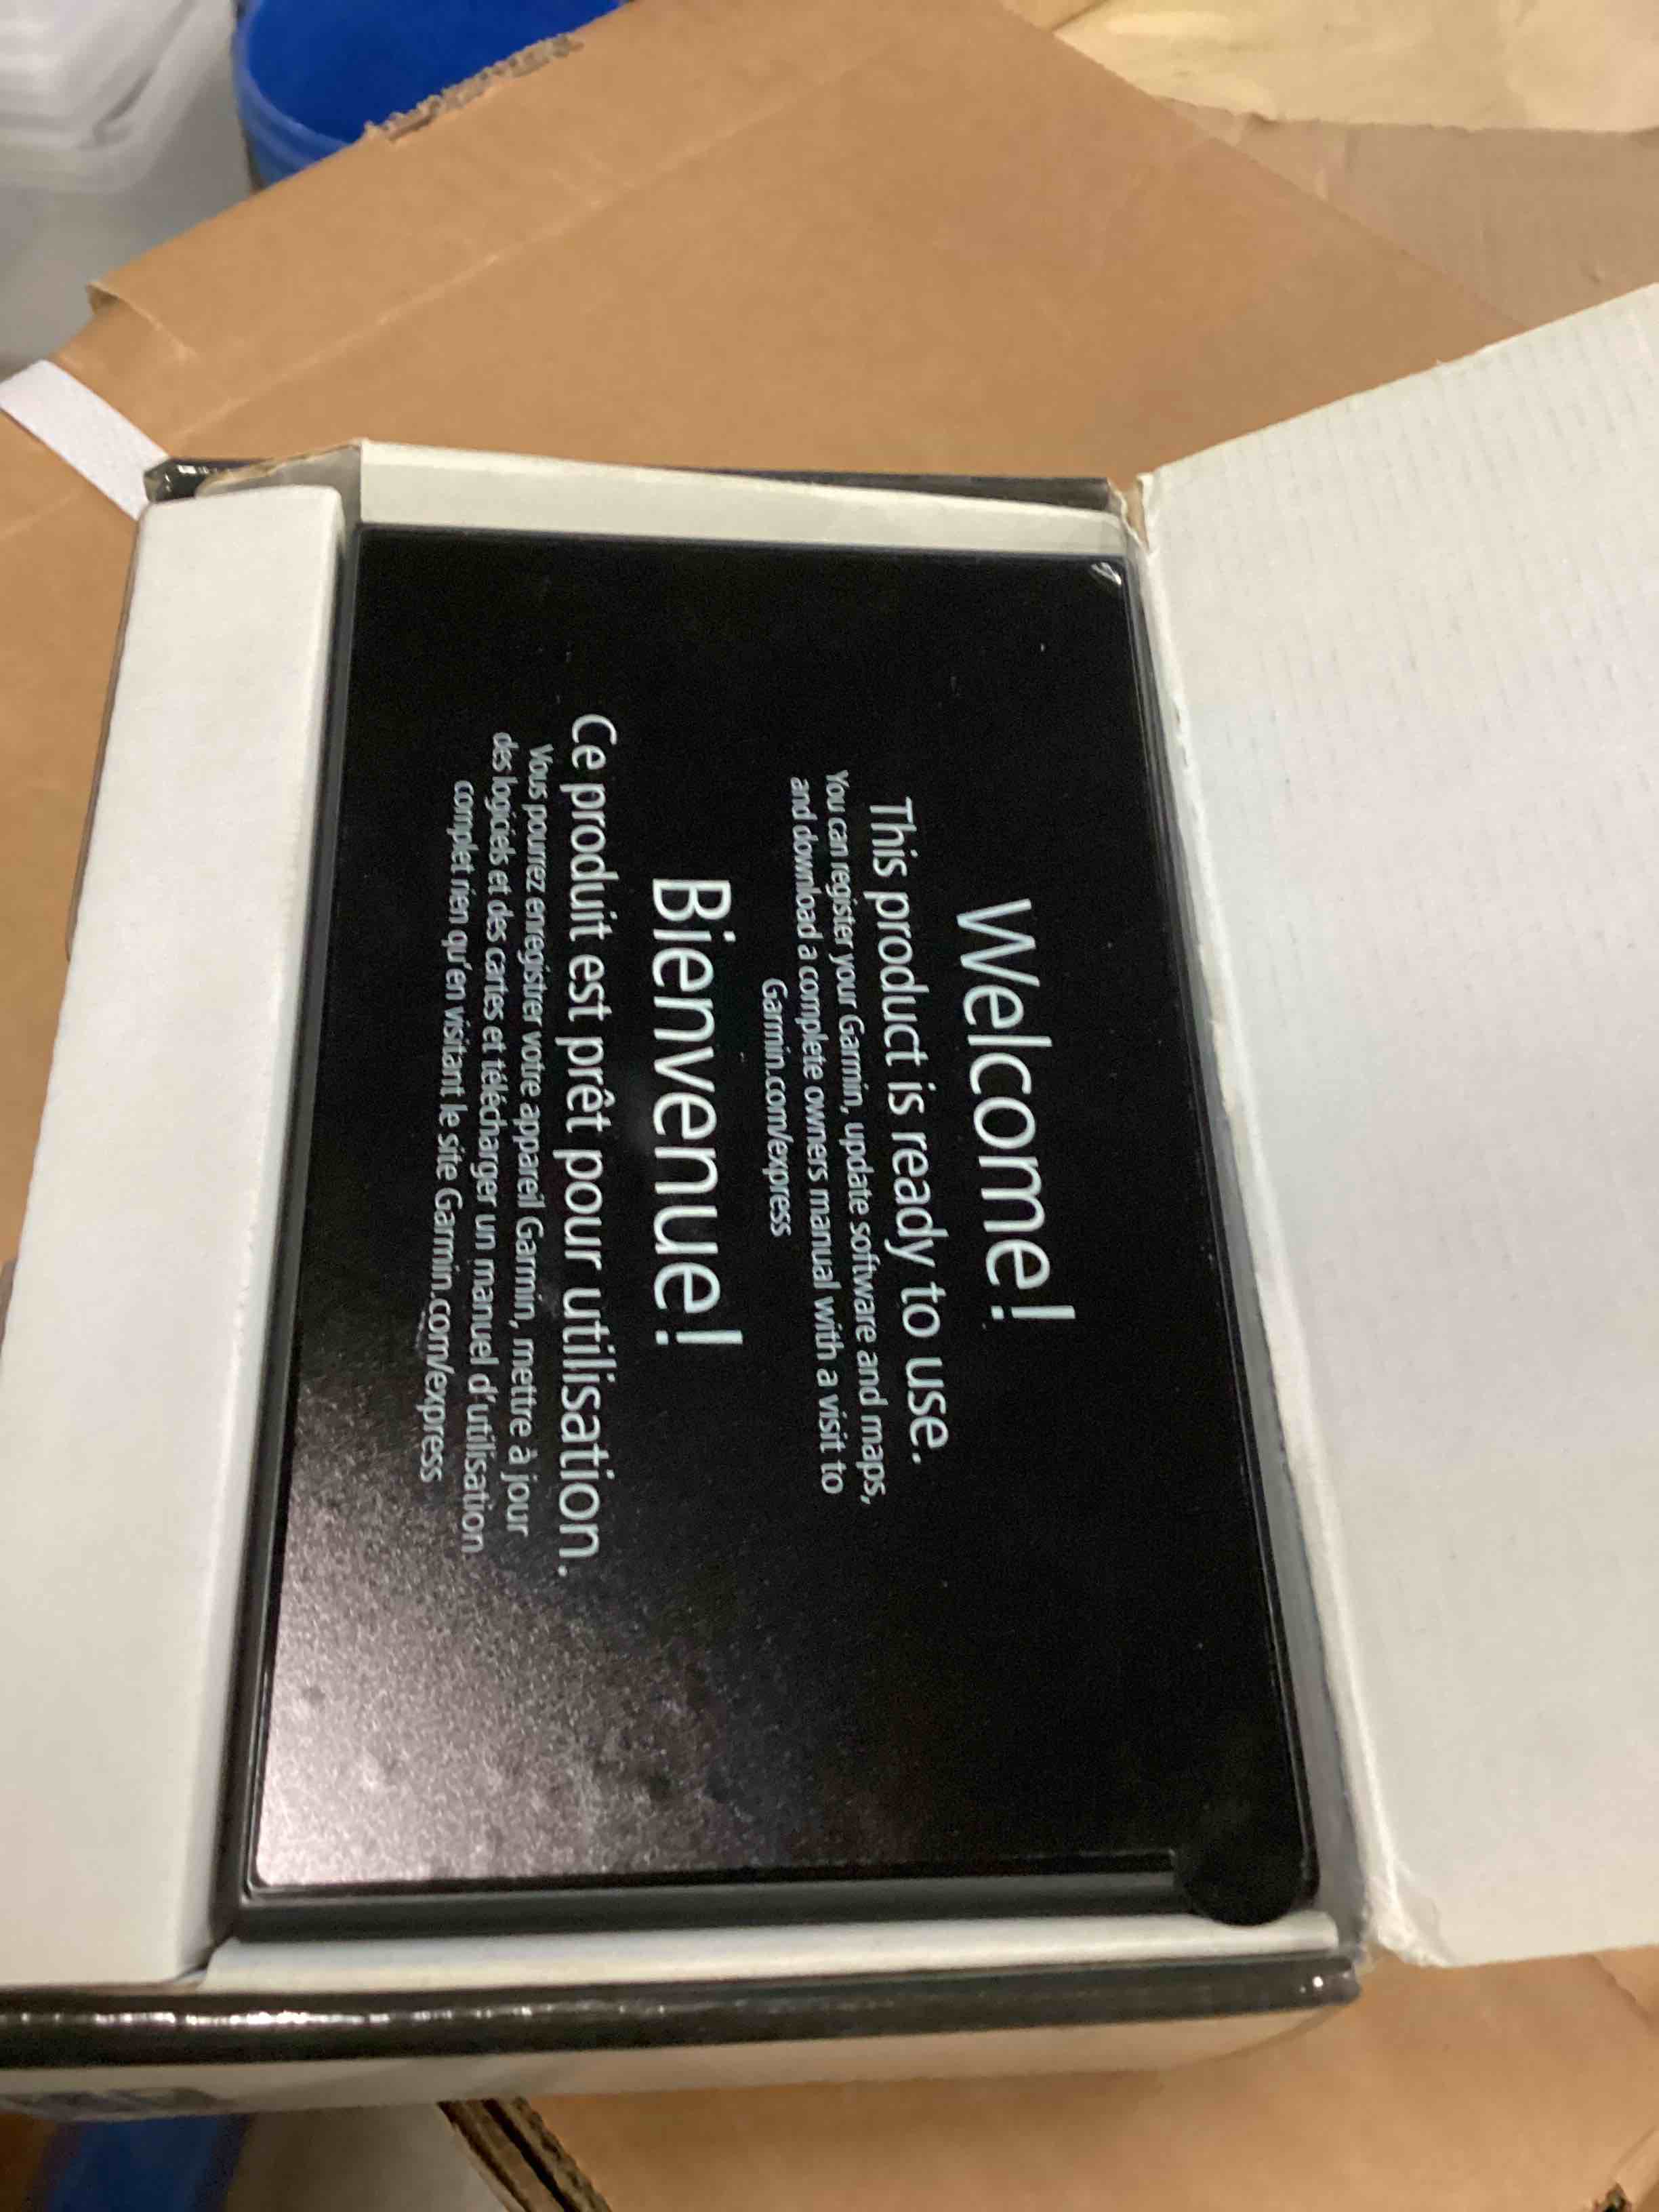 Welcome!
This product is ready to use.
You can register your Garmin, update software and maps,
and download a complete owners manual with a visit to
Garmin.com/express
Bienvenue!
Ce produit est prêt pour utilisation.
Vous pourrez enregistrer votre appareil Garmin, mettre à jour
des logiciels et des cartes et télécharger un manuel d'utilisation
complet rien qu'en visitant le site Garmin.com/express